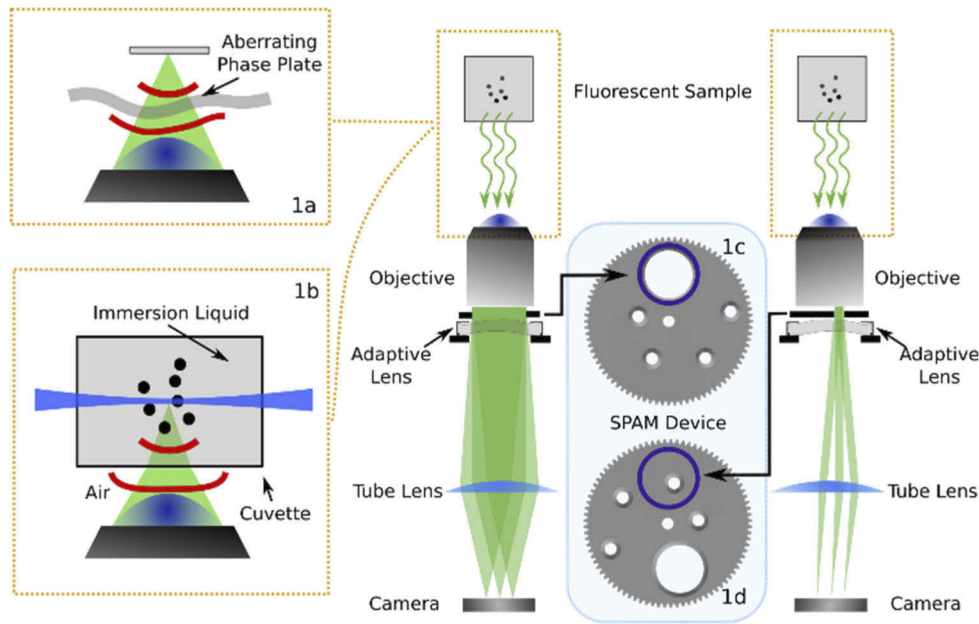 Aberrating
Phase Plate
1a
Fluorescent Sample
1b
Immersion Liquid
Air
Cuvette
Objective
Adaptive
Lens
Tube Lens
Camera
1c
SPAM Device
1d
Objective
Adaptive
Lens
Tube Lens
Camera